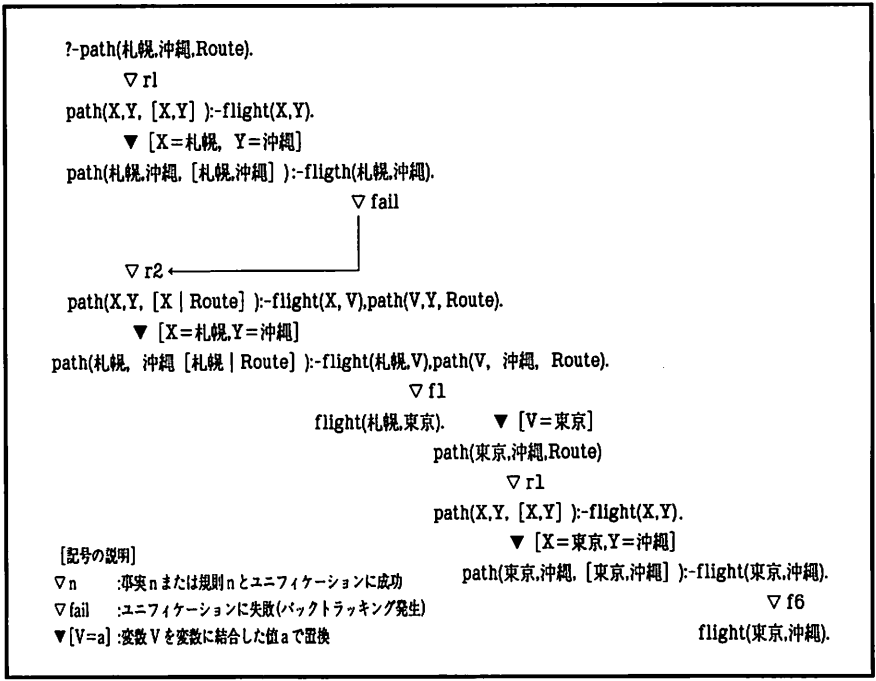 ?-path(札幌,沖縄,Route).
▽ r1
path(X,Y, [X,Y] ):-flight(X,Y).
▼ [X=札幌, Y=沖縄]
path(札幌,沖縄, [札幌,沖縄] ):-fligth(札幌,沖縄).
▽ fail
▽ r2
path(X,Y, [X | Route] ):-flight(X, V),path(V,Y, Route).
▼ [X=札幌,Y=沖縄]
path(札幌, 沖縄 [札幌 | Route] ):-flight(札幌,V),path(V, 沖縄, Route).
▽ f1
flight(札幌,東京). ▼ [V=東京]
path(東京,沖縄,Route)
▽ r1
path(X,Y, [X,Y] ):-flight(X,Y).
▼ [X=東京,Y=沖縄]
path(東京,沖縄, [東京,沖縄] ):-flight(東京,沖縄).
▽ f6
flight(東京,沖縄).
[記号の説明]
▽ n :事実nまたは規則nとユニフィケーションに成功
▽ fail :ユニフィケーションに失敗(バックトラッキング発生)
▼ [V=a] :変数Vを変数に結合した値aで置換